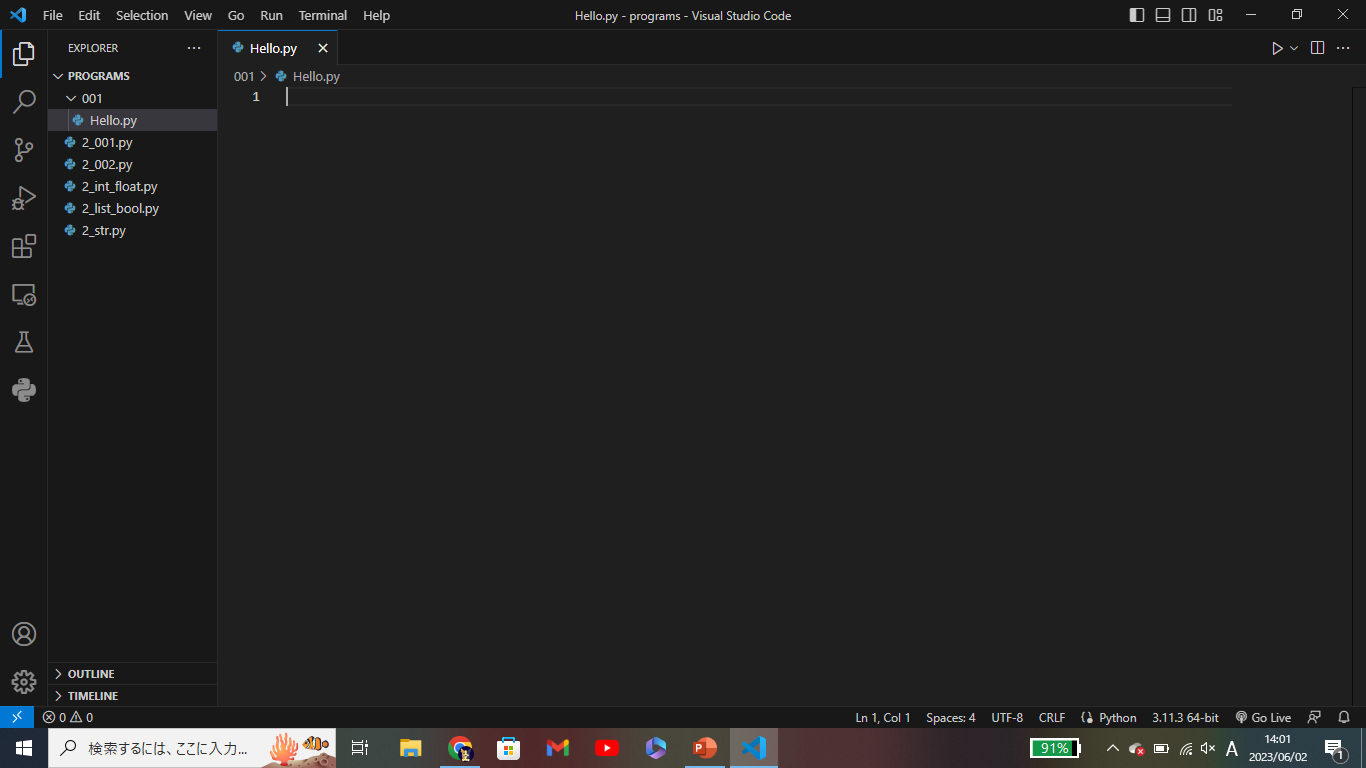 File Edit Selection View Go Run Terminal Help
Hello.py - programs - Visual Studio Code
EXPLORER
Hello.py
PROGRAMS
001
Hello.py
2_001.py
2_002.py
2_int_float.py
2_list_bool.py
2_str.py
001 > Hello.py
1
OUTLINE
TIMELINE
0 0
Ln 1, Col 1 Spaces: 4 UTF-8 CRLF Python 3.11.3 64-bit Go Live
検索するには、ここに入力...
91%
A
14:01
2023/06/02
1